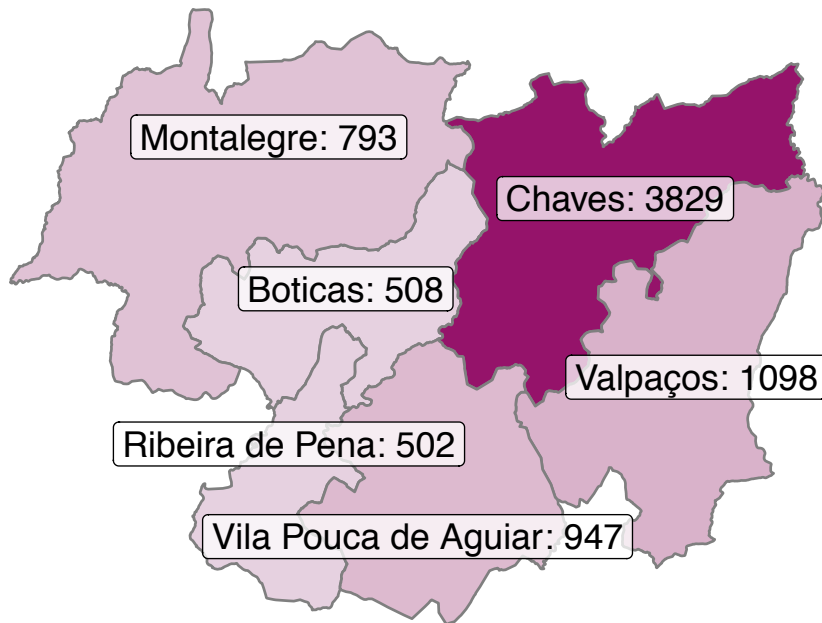 Montalegre: 793
Chaves: 3829
Boticas: 508
Valpaços: 1098
Ribeira de Pena: 502
Vila Pouca de Aguiar: 947